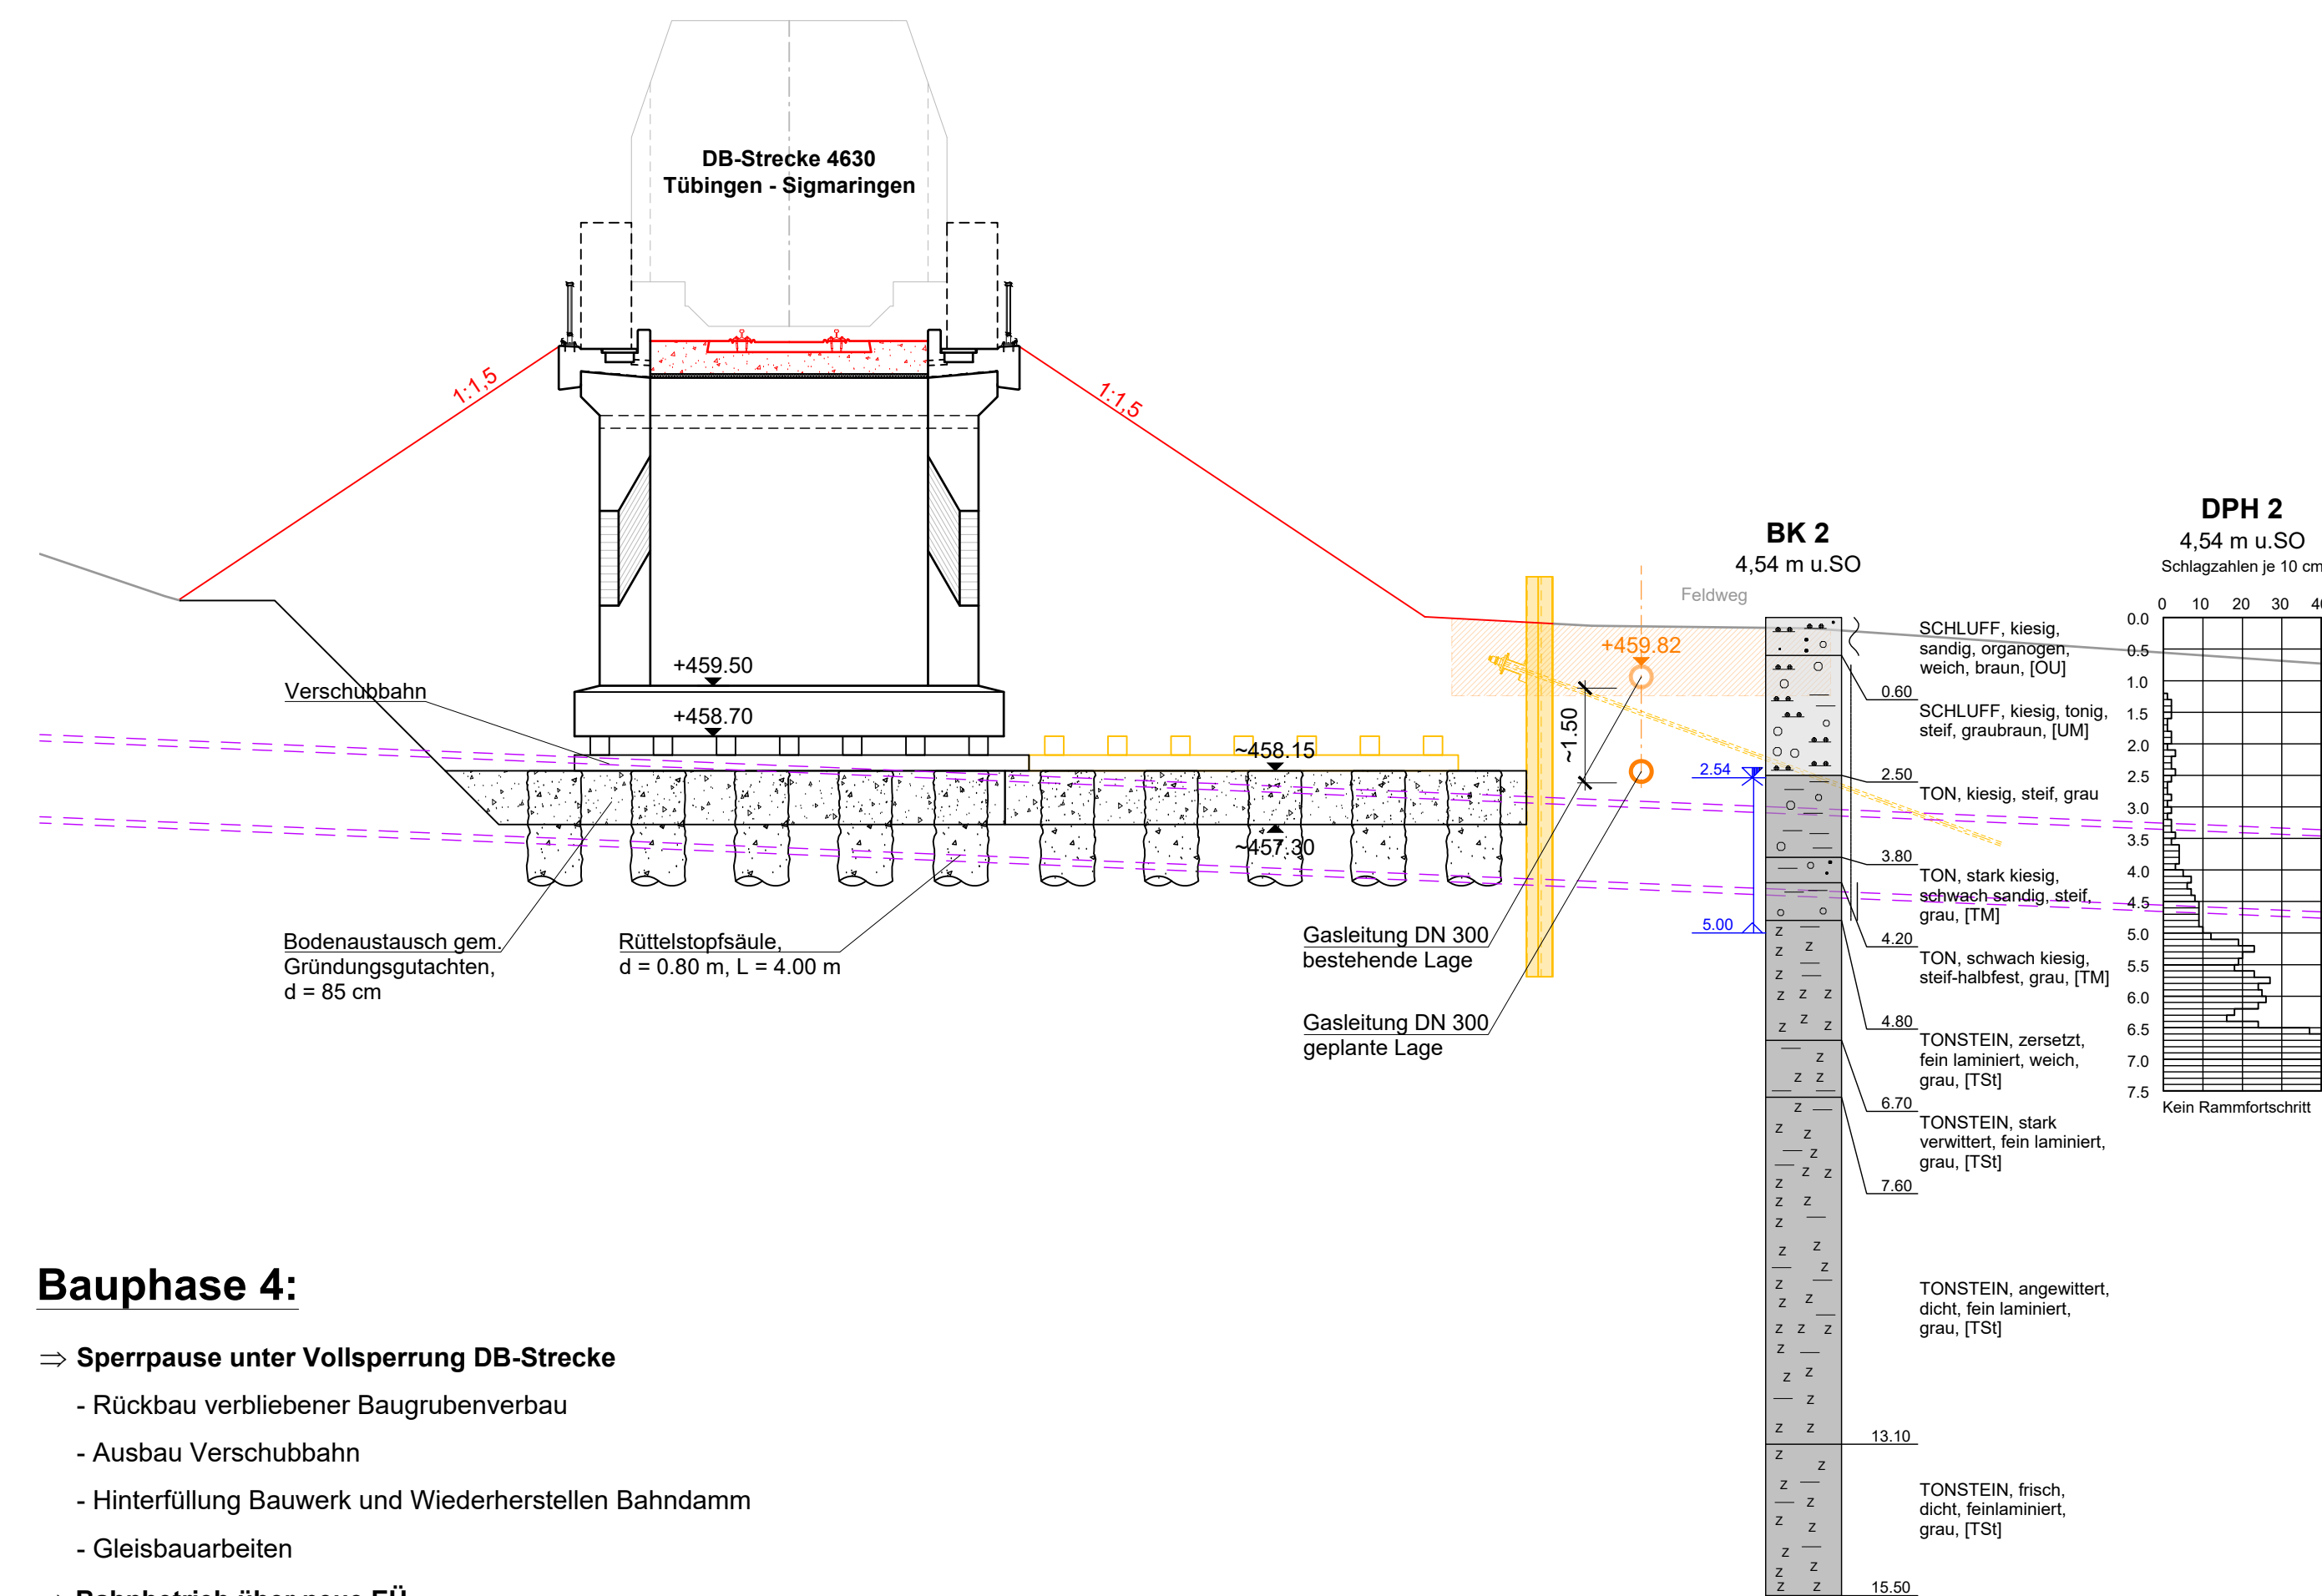 DB-Strecke 4630
Tübingen - Sigmaringen
1:1,5
1:1,5
+459.50
+458.70
Verschubbahn
~458.15
~457.30
Bodenaustausch gem.
Gründungsgutachten,
d = 85 cm
Rüttelstopfsäule,
d = 0.80 m, L = 4.00 m
Gasleitung DN 300
bestehende Lage
Gasleitung DN 300
geplante Lage
~1.50
+459.82
Feldweg
BK 2
4,54 m u.SO
2.54
5.00
SCHLUFF, kiesig,
sandig, organogen,
weich, braun, [OU]
0.60
SCHLUFF, kiesig, tonig,
steif, graubraun, [UM]
2.50
TON, kiesig, steif, grau
3.80
TON, stark kiesig,
schwach sandig, steif,
grau, [TM]
4.20
TON, schwach kiesig,
steif-halbfest, grau, [TM]
4.80
TONSTEIN, zersetzt,
fein laminiert, weich,
grau, [TSt]
6.70
TONSTEIN, stark
verwittert, fein laminiert,
grau, [TSt]
7.60
TONSTEIN, angewittert,
dicht, fein laminiert,
grau, [TSt]
13.10
TONSTEIN, frisch,
dicht, feinlaminiert,
grau, [TSt]
15.50
DPH 2
4,54 m u.SO
Schlagzahlen je 10 cm
0 10 20 30
0.0
0.5
1.0
1.5
2.0
2.5
3.0
3.5
4.0
4.5
5.0
5.5
6.0
6.5
7.0
7.5
Kein Rammfortschritt
Bauphase 4:
⇒ Sperrpause unter Vollsperrung DB-Strecke
- Rückbau verbliebener Baugrubenverbau
- Ausbau Verschubbahn
- Hinterfüllung Bauwerk und Wiederherstellen Bahndamm
- Gleisbauarbeiten
⇒ Bahnbetrieb über neue EÜ